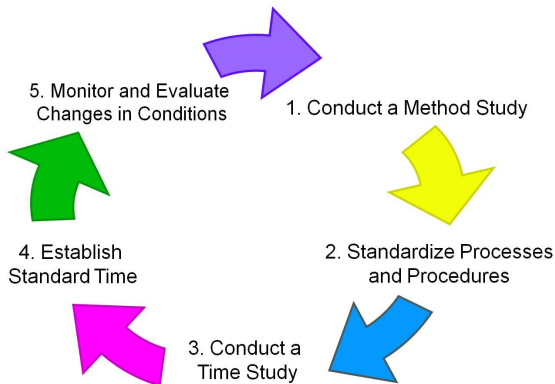 1. Conduct a Method Study
2. Standardize Processes
and Procedures
3. Conduct a
Time Study
4. Establish
Standard Time
5. Monitor and Evaluate
Changes in Conditions